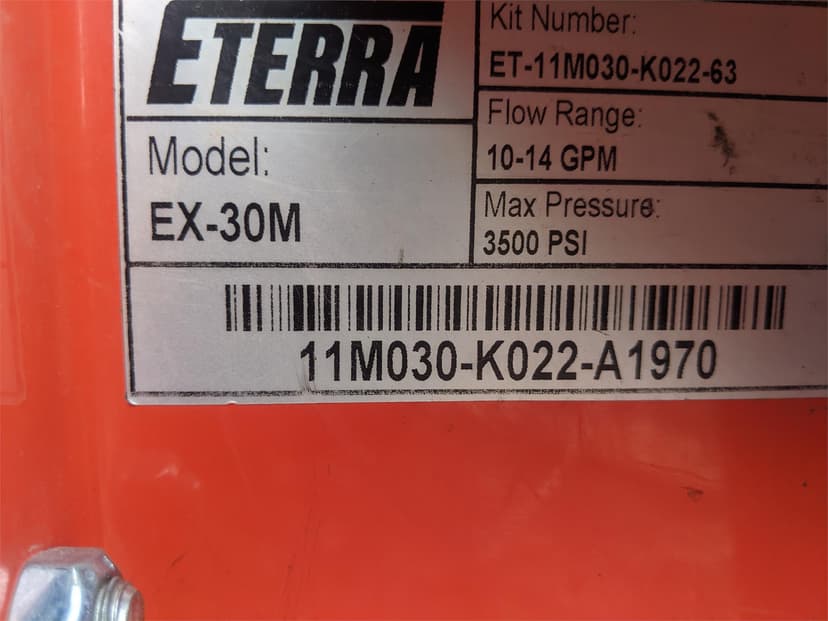 ETERRA
Kit Number:
ET-11M030-K022-63
Flow Range:
10-14 GPM
Model:
EX-30M
Max Pressure:
3500 PSI
11M030-K022-A1970